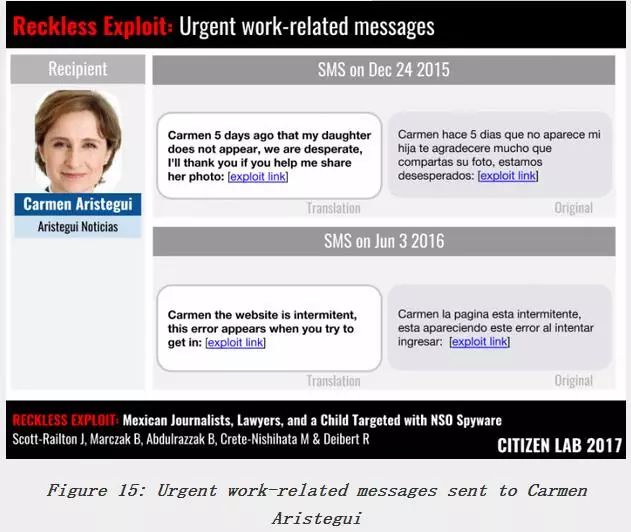 Reckless Exploit: Urgent work-related messages
Recipient
SMS on Dec 24 2015
Carmen 5 days ago that my daughter
does not appear, we are desperate,
I'll thank you if you help me share
her photo: [exploit link]
Translation
Carmen hace 5 dias que no aparece mi
hija te agradecere mucho que
compartas su foto, estamos
desesperados: [exploit link]
Original
Carmen Aristegui
Aristegui Noticias
SMS on Jun 3 2016
Carmen the website is intermitent,
this error appears when you try to
get in: [exploit link]
Translation
Carmen la pagina esta intermitente,
esta apareciendo este error al intentar
ingresar: [exploit link]
Original
RECKLESS EXPLOIT: Mexican Journalists, Lawyers, and a Child Targeted with NSO Spyware
Scott-Railton J, Marczak B, Abdulrazzak B, Crete-Nishihata M & Deibert R
CITIZEN LAB 2017
Figure 15: Urgent work-related messages sent to Carmen
Aristegui